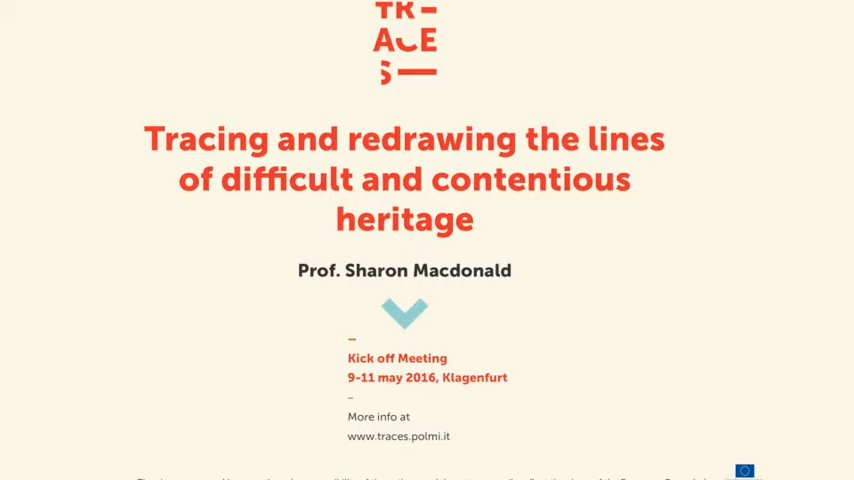 TR–
ACE
S—
Tracing and redrawing the lines
of difficult and contentious
heritage
Prof. Sharon Macdonald
–
Kick off Meeting
9-11 may 2016, Klagenfurt
–
More info at
www.traces.polmi.it